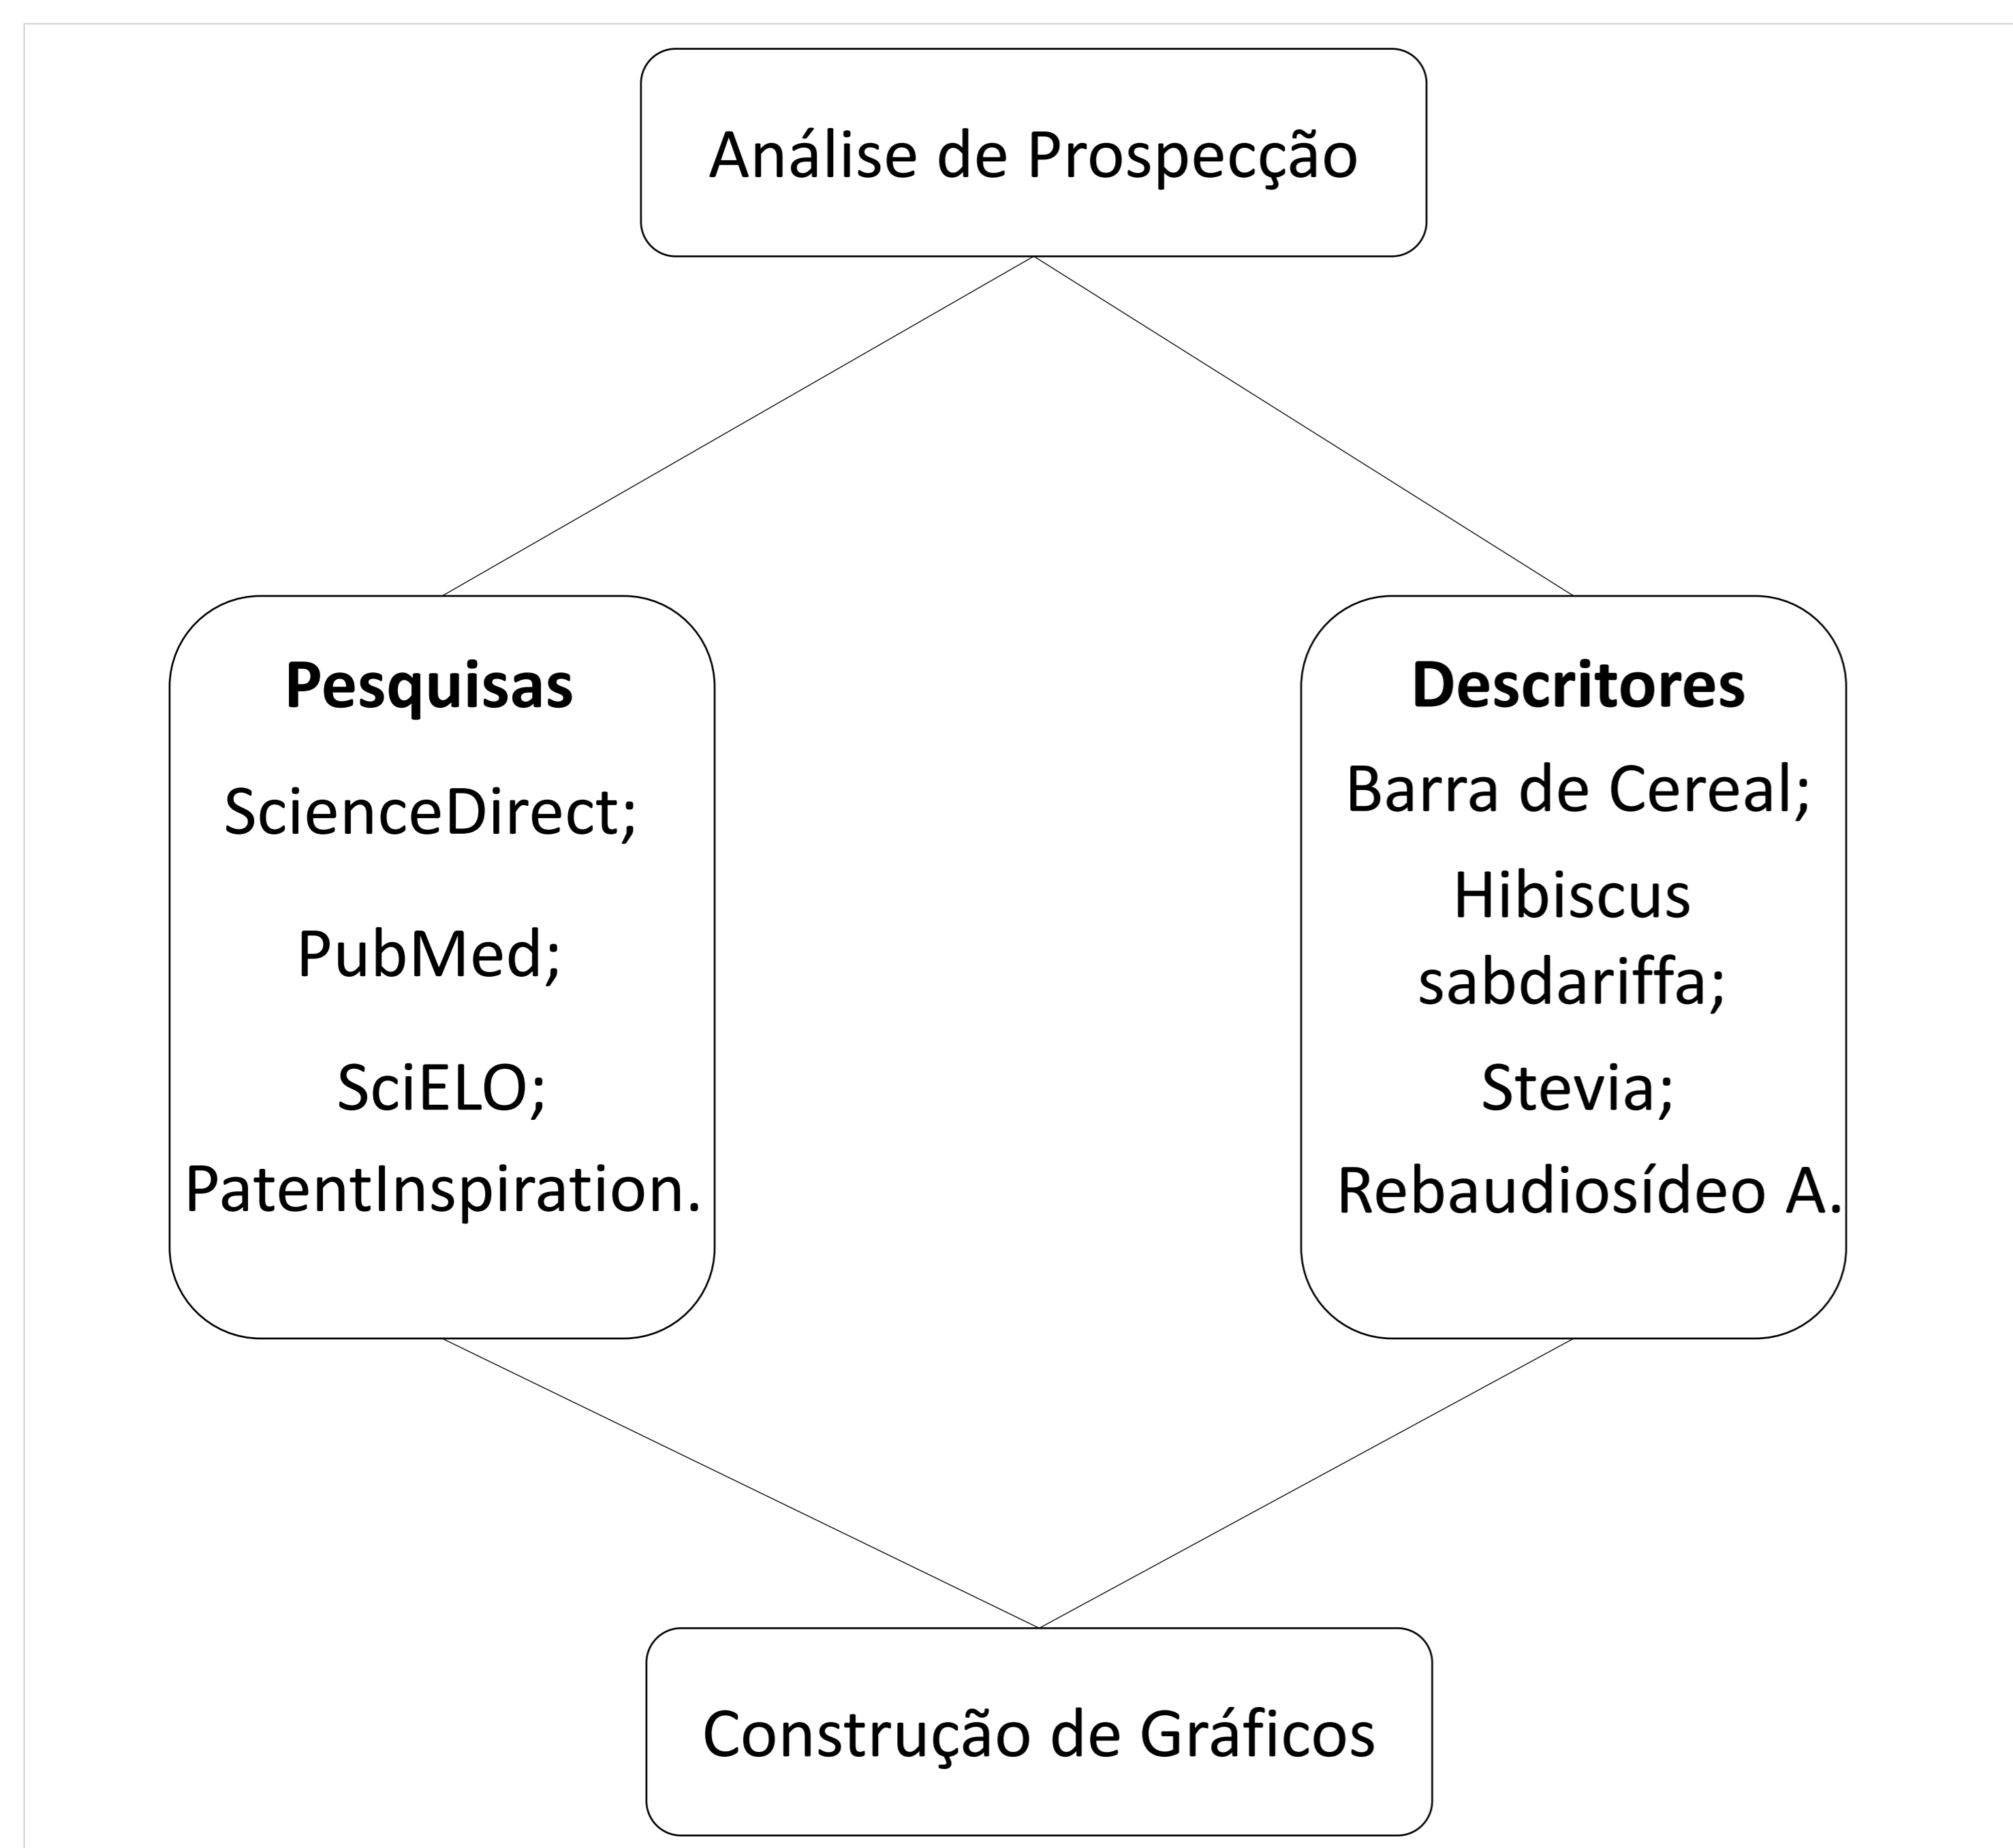 Análise de Prospecção
Pesquisas
ScienceDirect;
PubMed;
SciELO;
PatentInspiration.
Descritores
Barra de Cereal;
Hibiscus
sabdariffa;
Stevia;
Rebaudiosídeo A.
Construção de Gráficos